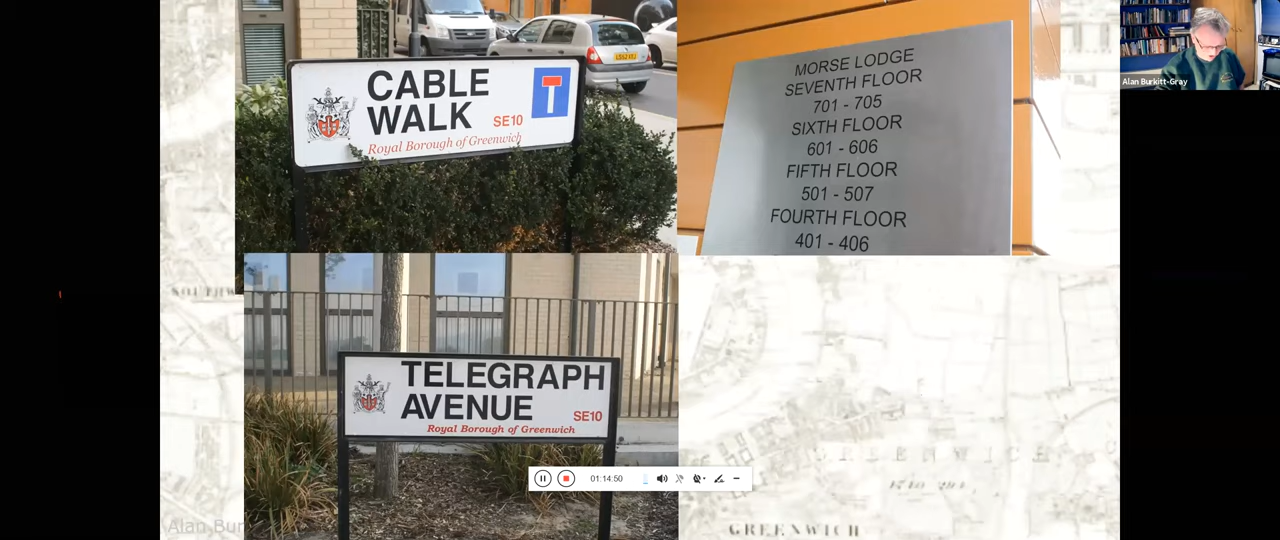 CABLE
WALK
SE10
Royal Borough of Greenwich
MORSE LODGE
SEVENTH FLOOR
701 - 705
SIXTH FLOOR
601 - 606
FIFTH FLOOR
501 - 507
FOURTH FLOOR
401 - 406
Alan Burkitt-Gray
TELEGRAPH
AVENUE
SE10
Royal Borough of Greenwich
01:14:50
GREENWICH
GREENWICH
Alan Bur